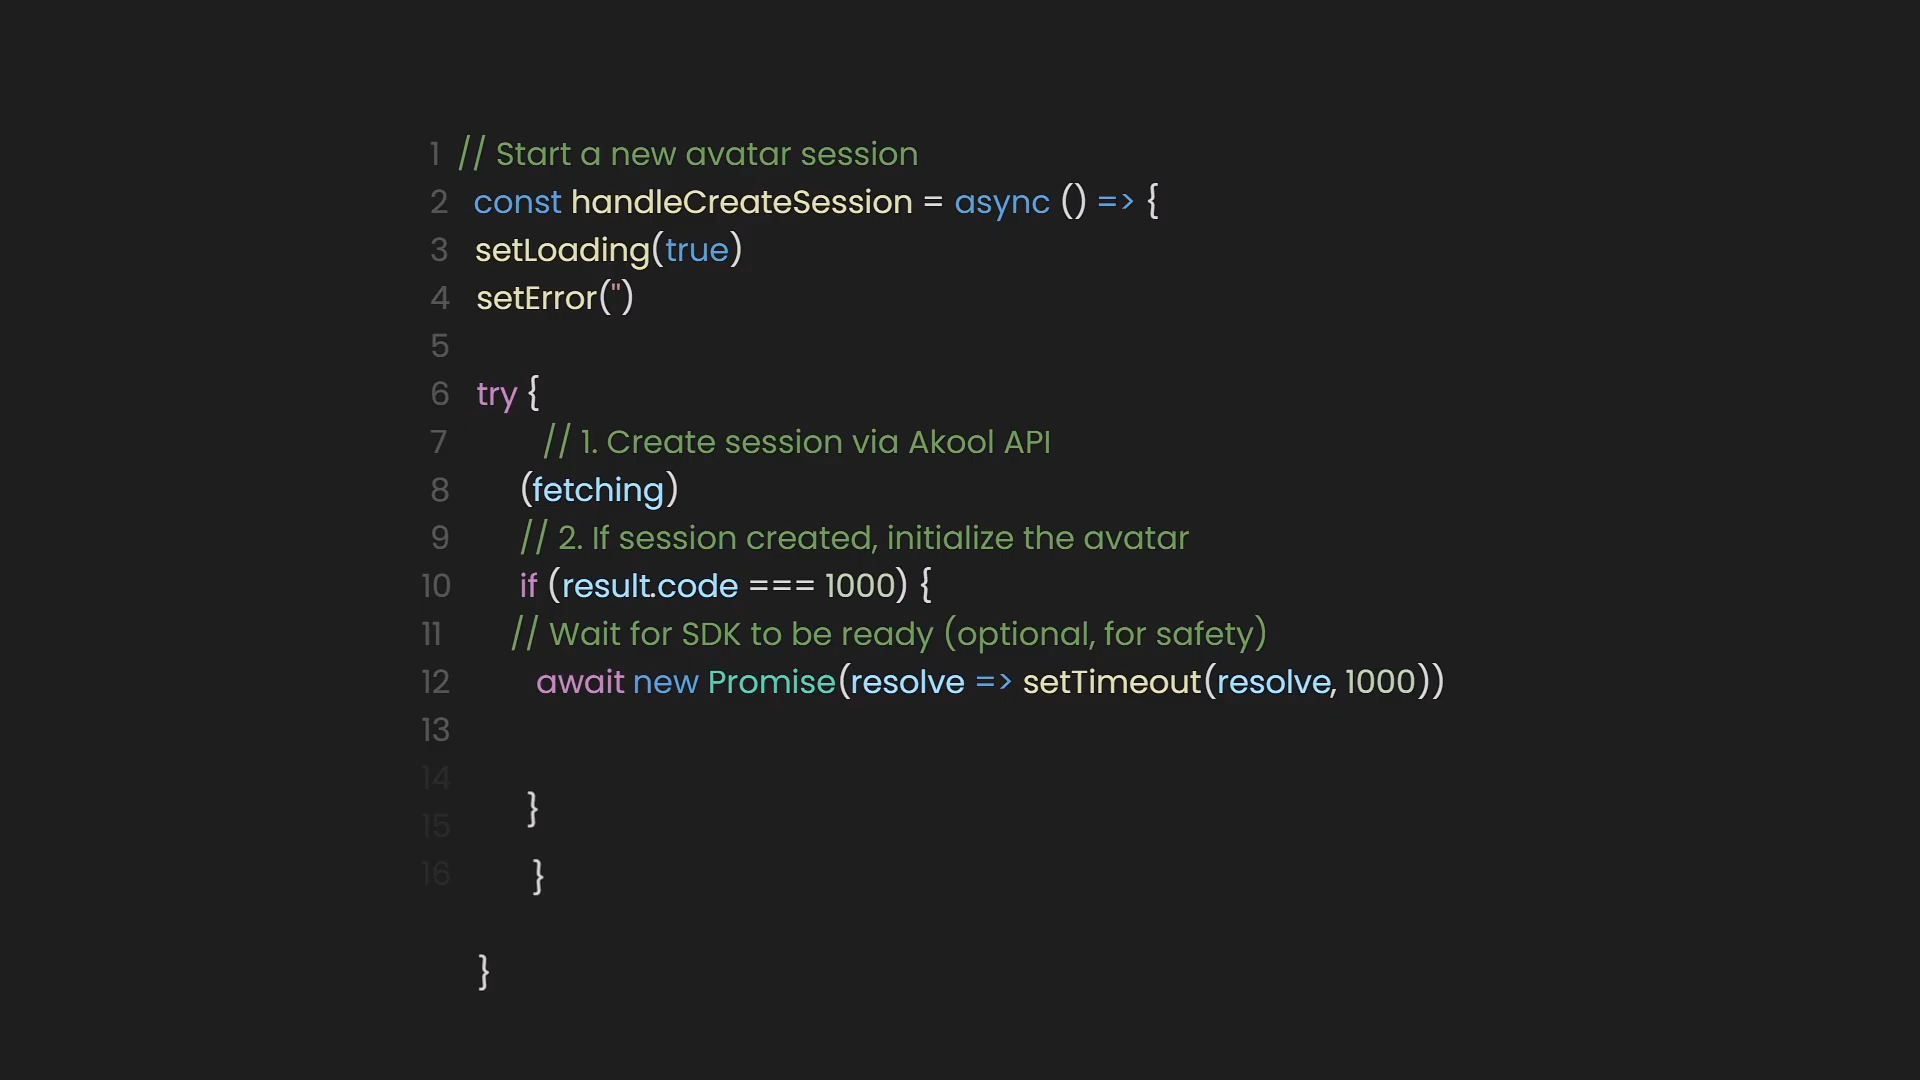 1 // Start a new avatar session
2 const handleCreateSession = async () => {
3 setLoading(true)
4 setError('')
5
6 try {
7 // 1. Create session via Akool API
8 (fetching)
9 // 2. If session created, initialize the avatar
10 if (result.code === 1000) {
11 // Wait for SDK to be ready (optional, for safety)
12 await new Promise(resolve => setTimeout(resolve, 1000))
13
14
}
15
16 }
}